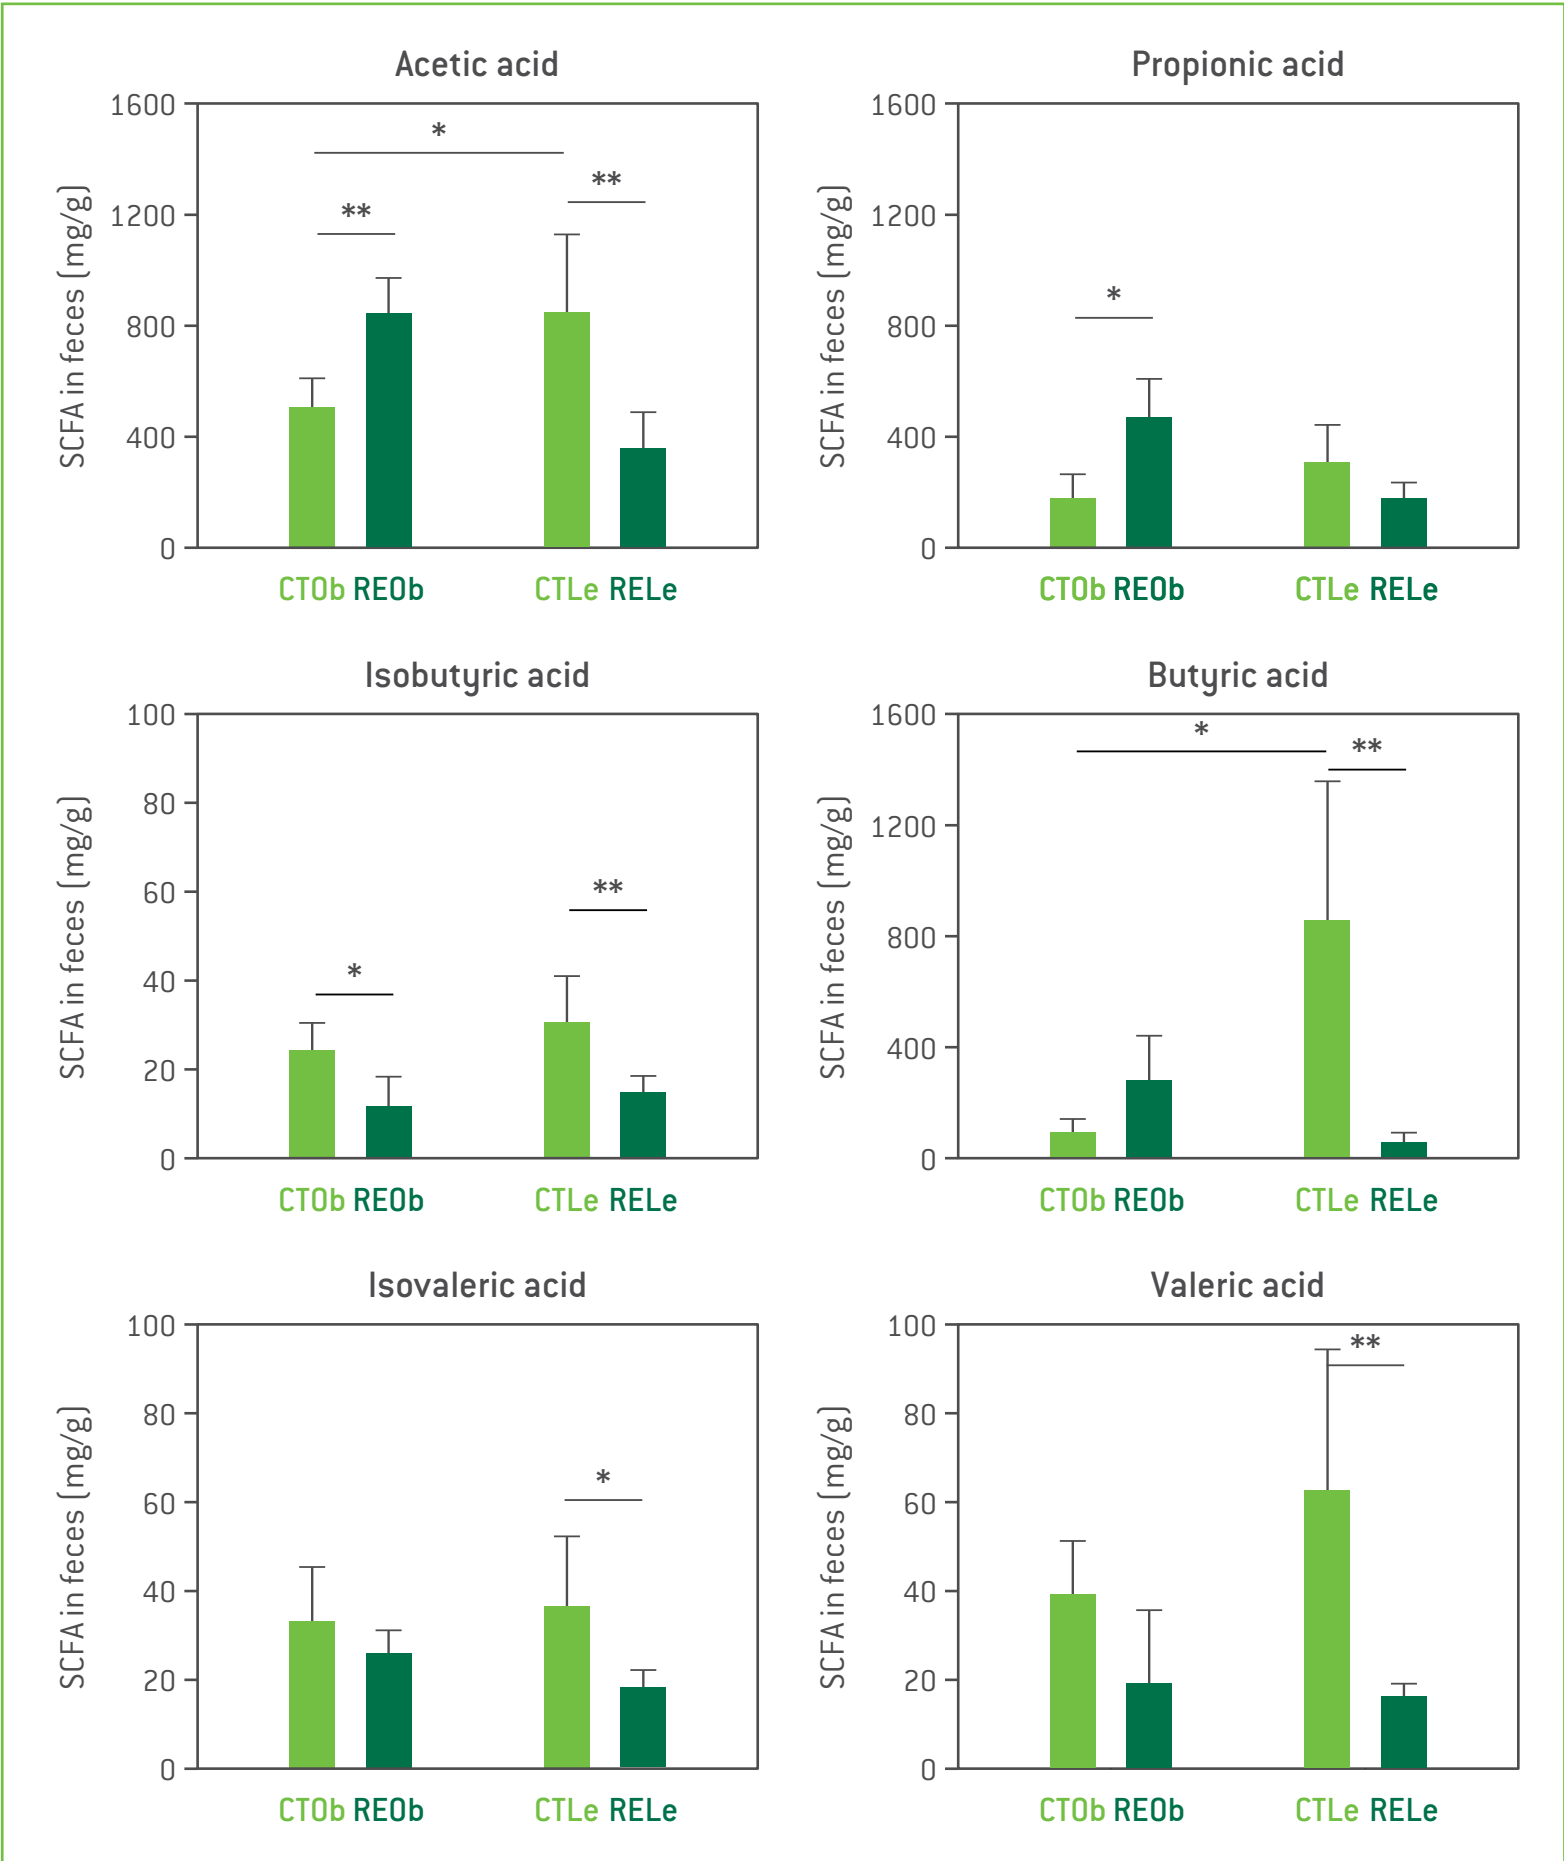 Acetic acid
1600
1200
800
400
0
SCFA in feces (mg/g)
*
**
**
CTOb REOb CTLe RELe
Propionic acid
1600
1200
800
400
0
SCFA in feces (mg/g)
*
CTOb REOb CTLe RELe
Isobutyric acid
100
80
60
40
20
0
SCFA in feces (mg/g)
*
**
CTOb REOb CTLe RELe
Butyric acid
1600
1200
800
400
0
SCFA in feces (mg/g)
*
**
CTOb REOb CTLe RELe
Isovaleric acid
100
80
60
40
20
0
SCFA in feces (mg/g)
*
CTOb REOb CTLe RELe
Valeric acid
100
80
60
40
20
0
SCFA in feces (mg/g)
**
CTOb REOb CTLe RELe